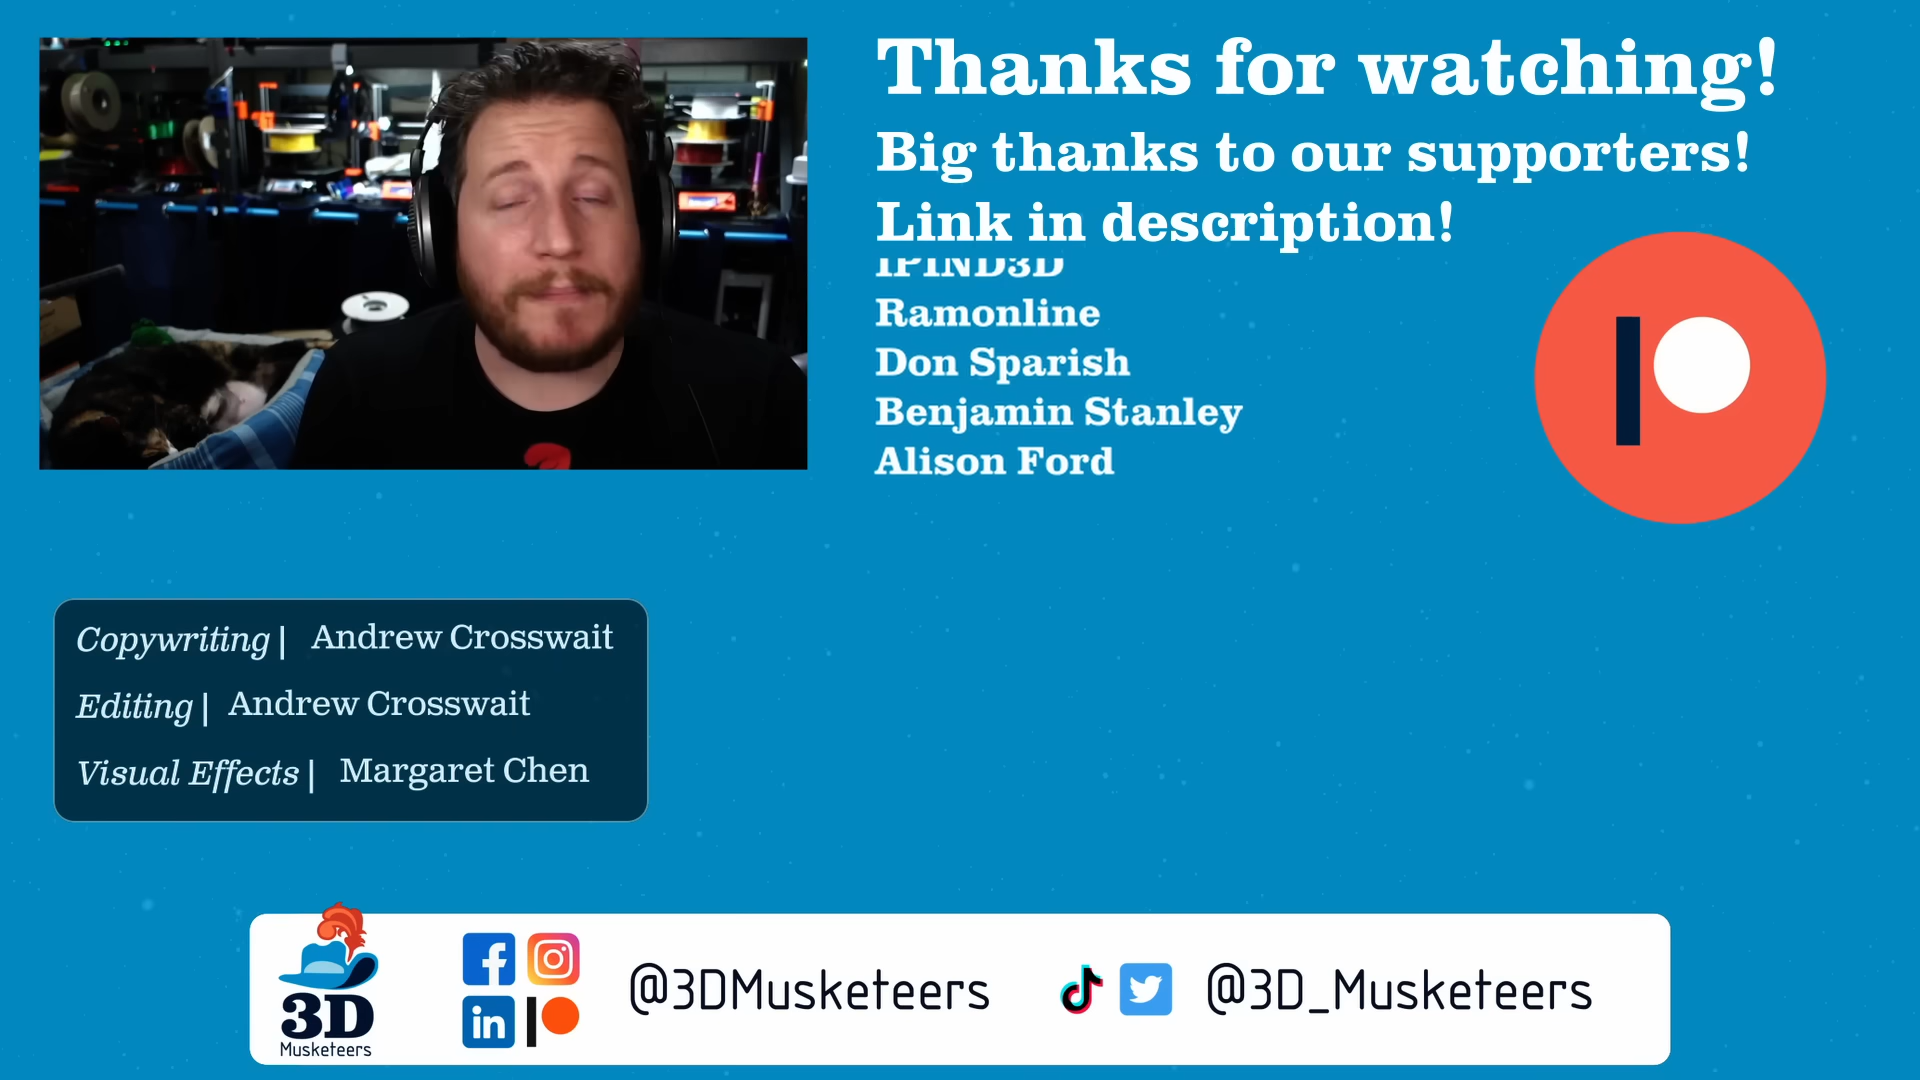 Thanks for watching!
Big thanks to our supporters!
Link in description!
Ramonline
Don Sparish
Benjamin Stanley
Alison Ford
Copywriting | Andrew Crosswait
Editing | Andrew Crosswait
Visual Effects | Margaret Chen
3D
Musketeers
@3DMusketeers
@3D_Musketeers